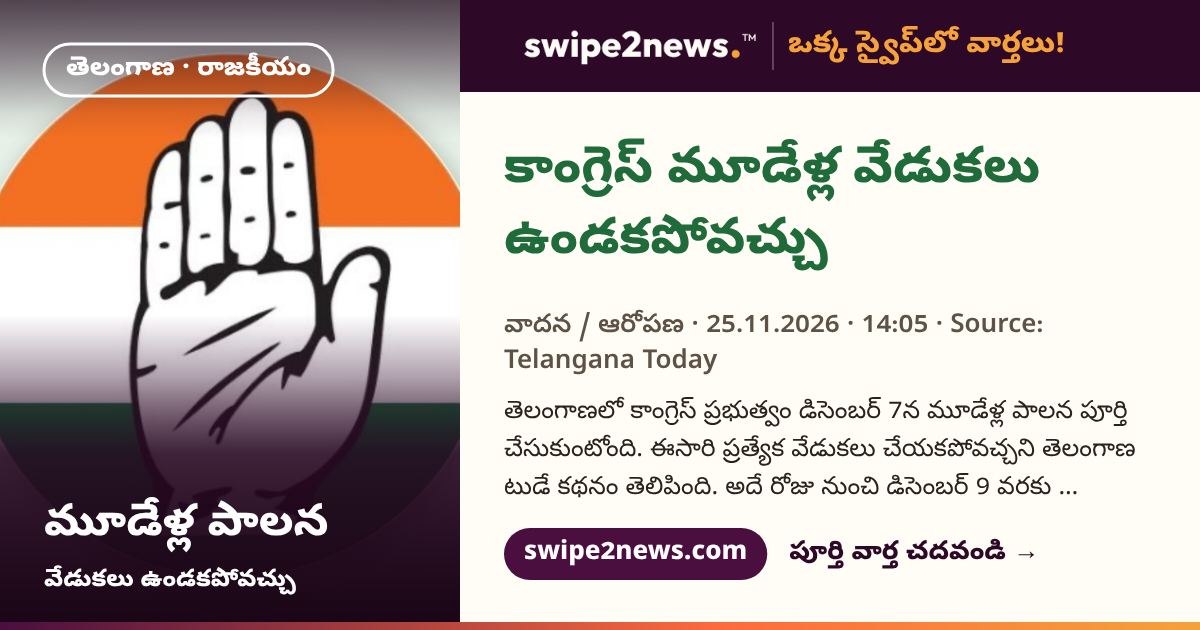 తెలంగాణ · రాజకీయం
మూడేళ్ల పాలన
వేడుకలు ఉండకపోవచ్చు
swipe2news.™ ఒక్క స్వైప్‌లో వార్తలు!
కాంగ్రెస్ మూడేళ్ల వేడుకలు
ఉండకపోవచ్చు
వాదన / ఆరోపణ · 25.11.2026 · 14:05 · Source:
Telangana Today
తెలంగాణలో కాంగ్రెస్ ప్రభుత్వం డిసెంబర్ 7న మూడేళ్ల పాలన పూర్తి
చేసుకుంటోంది. ఈసారి ప్రత్యేక వేడుకలు చేయకపోవచ్చని తెలంగాణ
టుడే కథనం తెలిపింది. అదే రోజు నుంచి డిసెంబర్ 9 వరకు ...
swipe2news.com పూర్తి వార్త చదవండి →